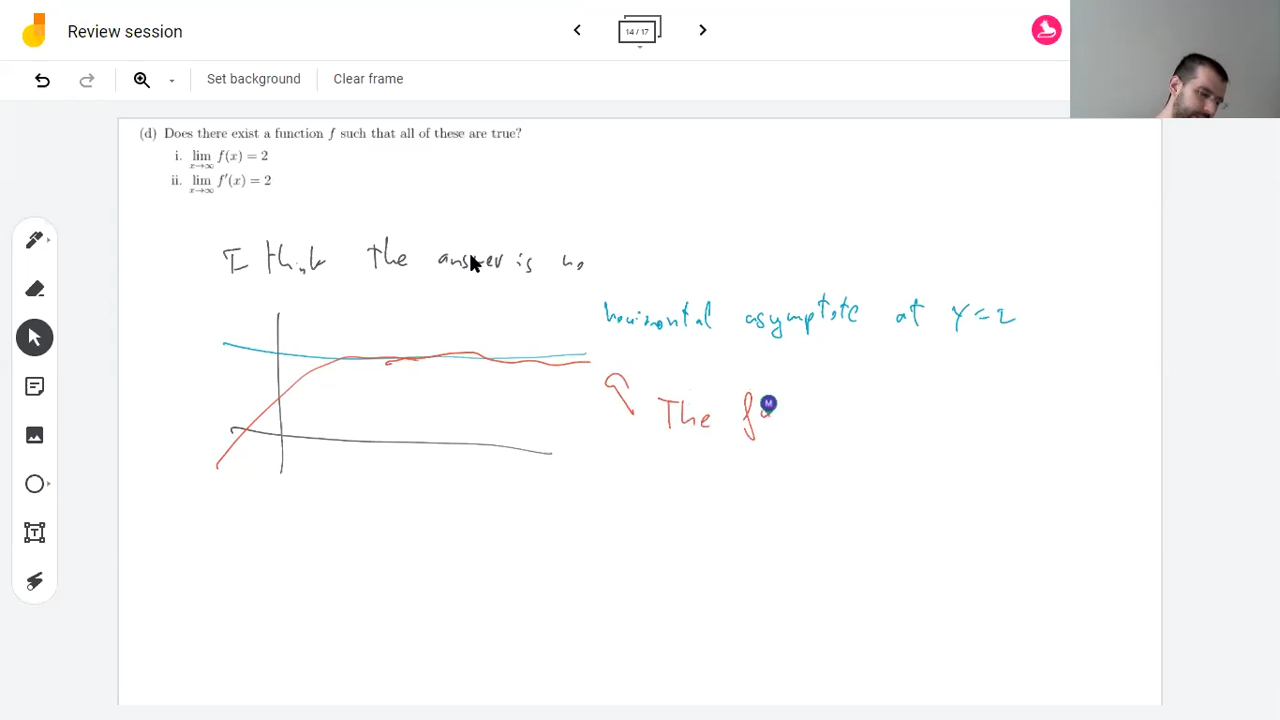 Review session
14 / 17
Set background
Clear frame
(d) Does there exist a function f such that all of these are true?
i. lim x→∞ f(x) = 2
ii. lim x→∞ f′(x) = 2
I think the answer is no
horizontal asymptote at y=2
The
M